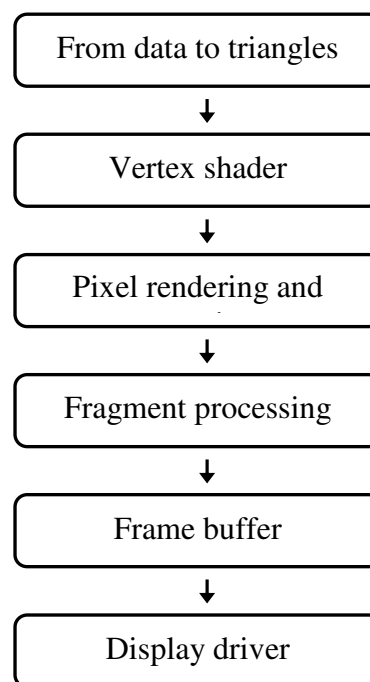 From data to triangles
Vertex shader
Pixel rendering and
Fragment processing
Frame buffer
Display driver